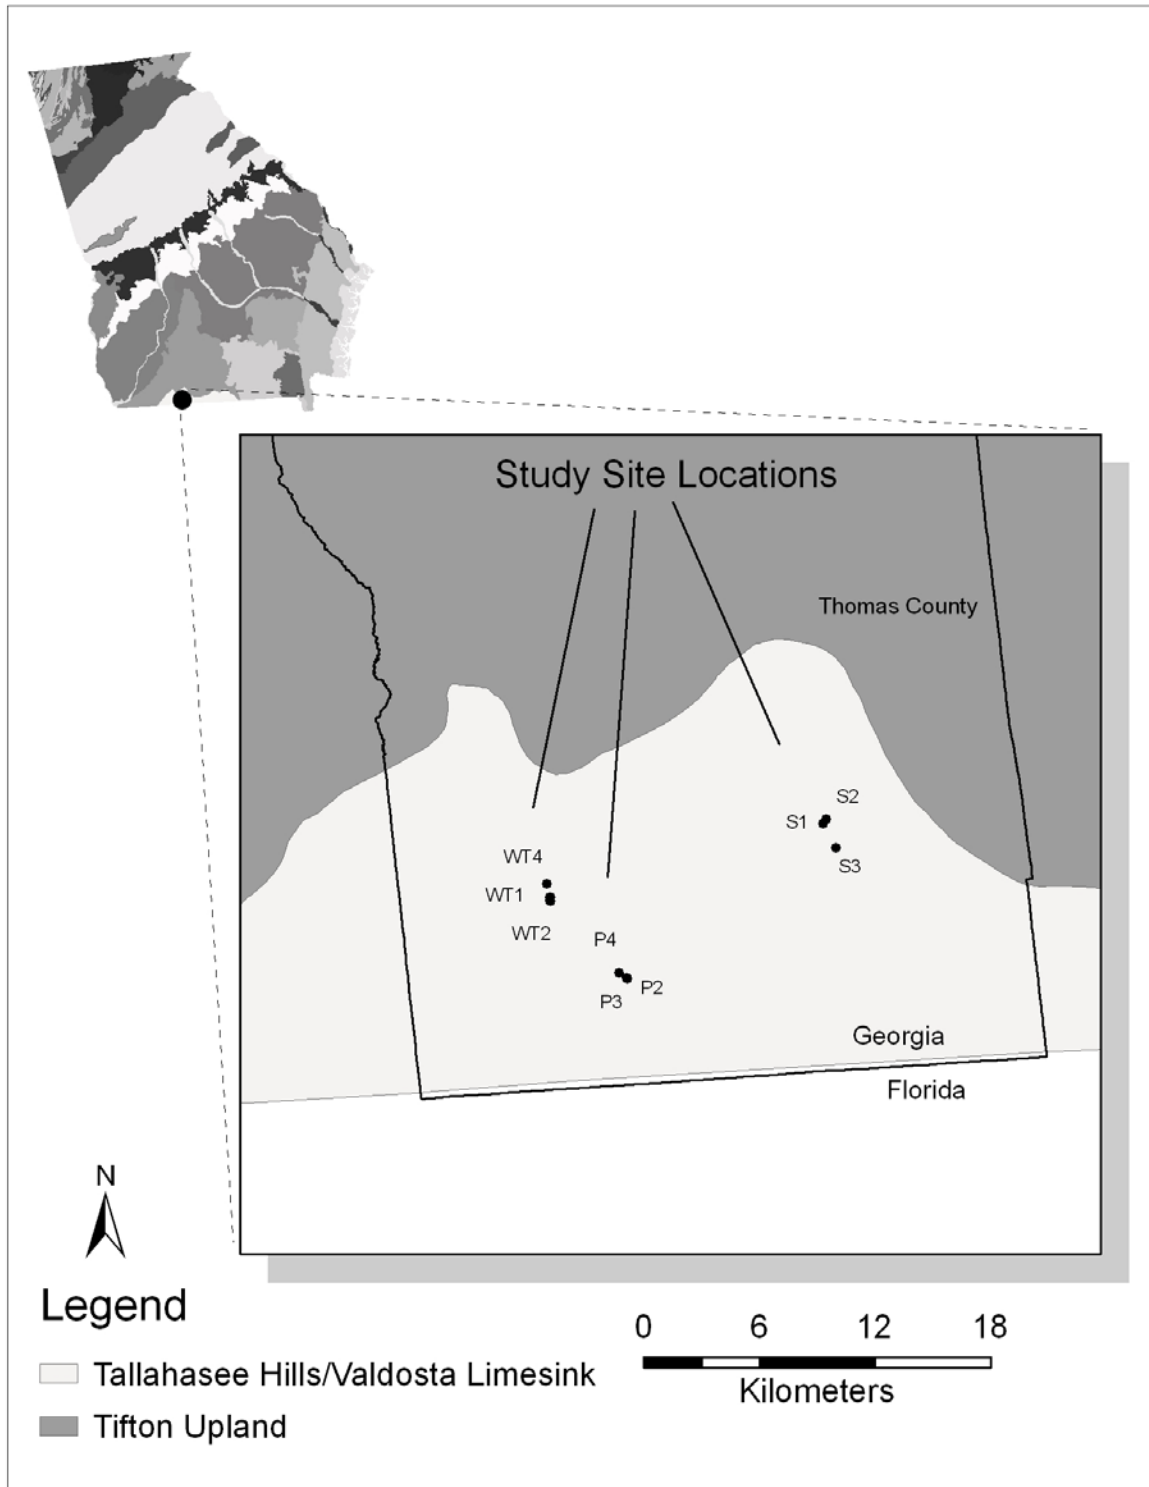 Study Site Locations
Thomas County
S2
S1
S3
WT4
WT1
WT2
P4
P2
P3
Georgia
Florida
N
Legend
Tallahasee Hills/Valdosta Limesink
Tifton Upland
0 6 12 18
Kilometers